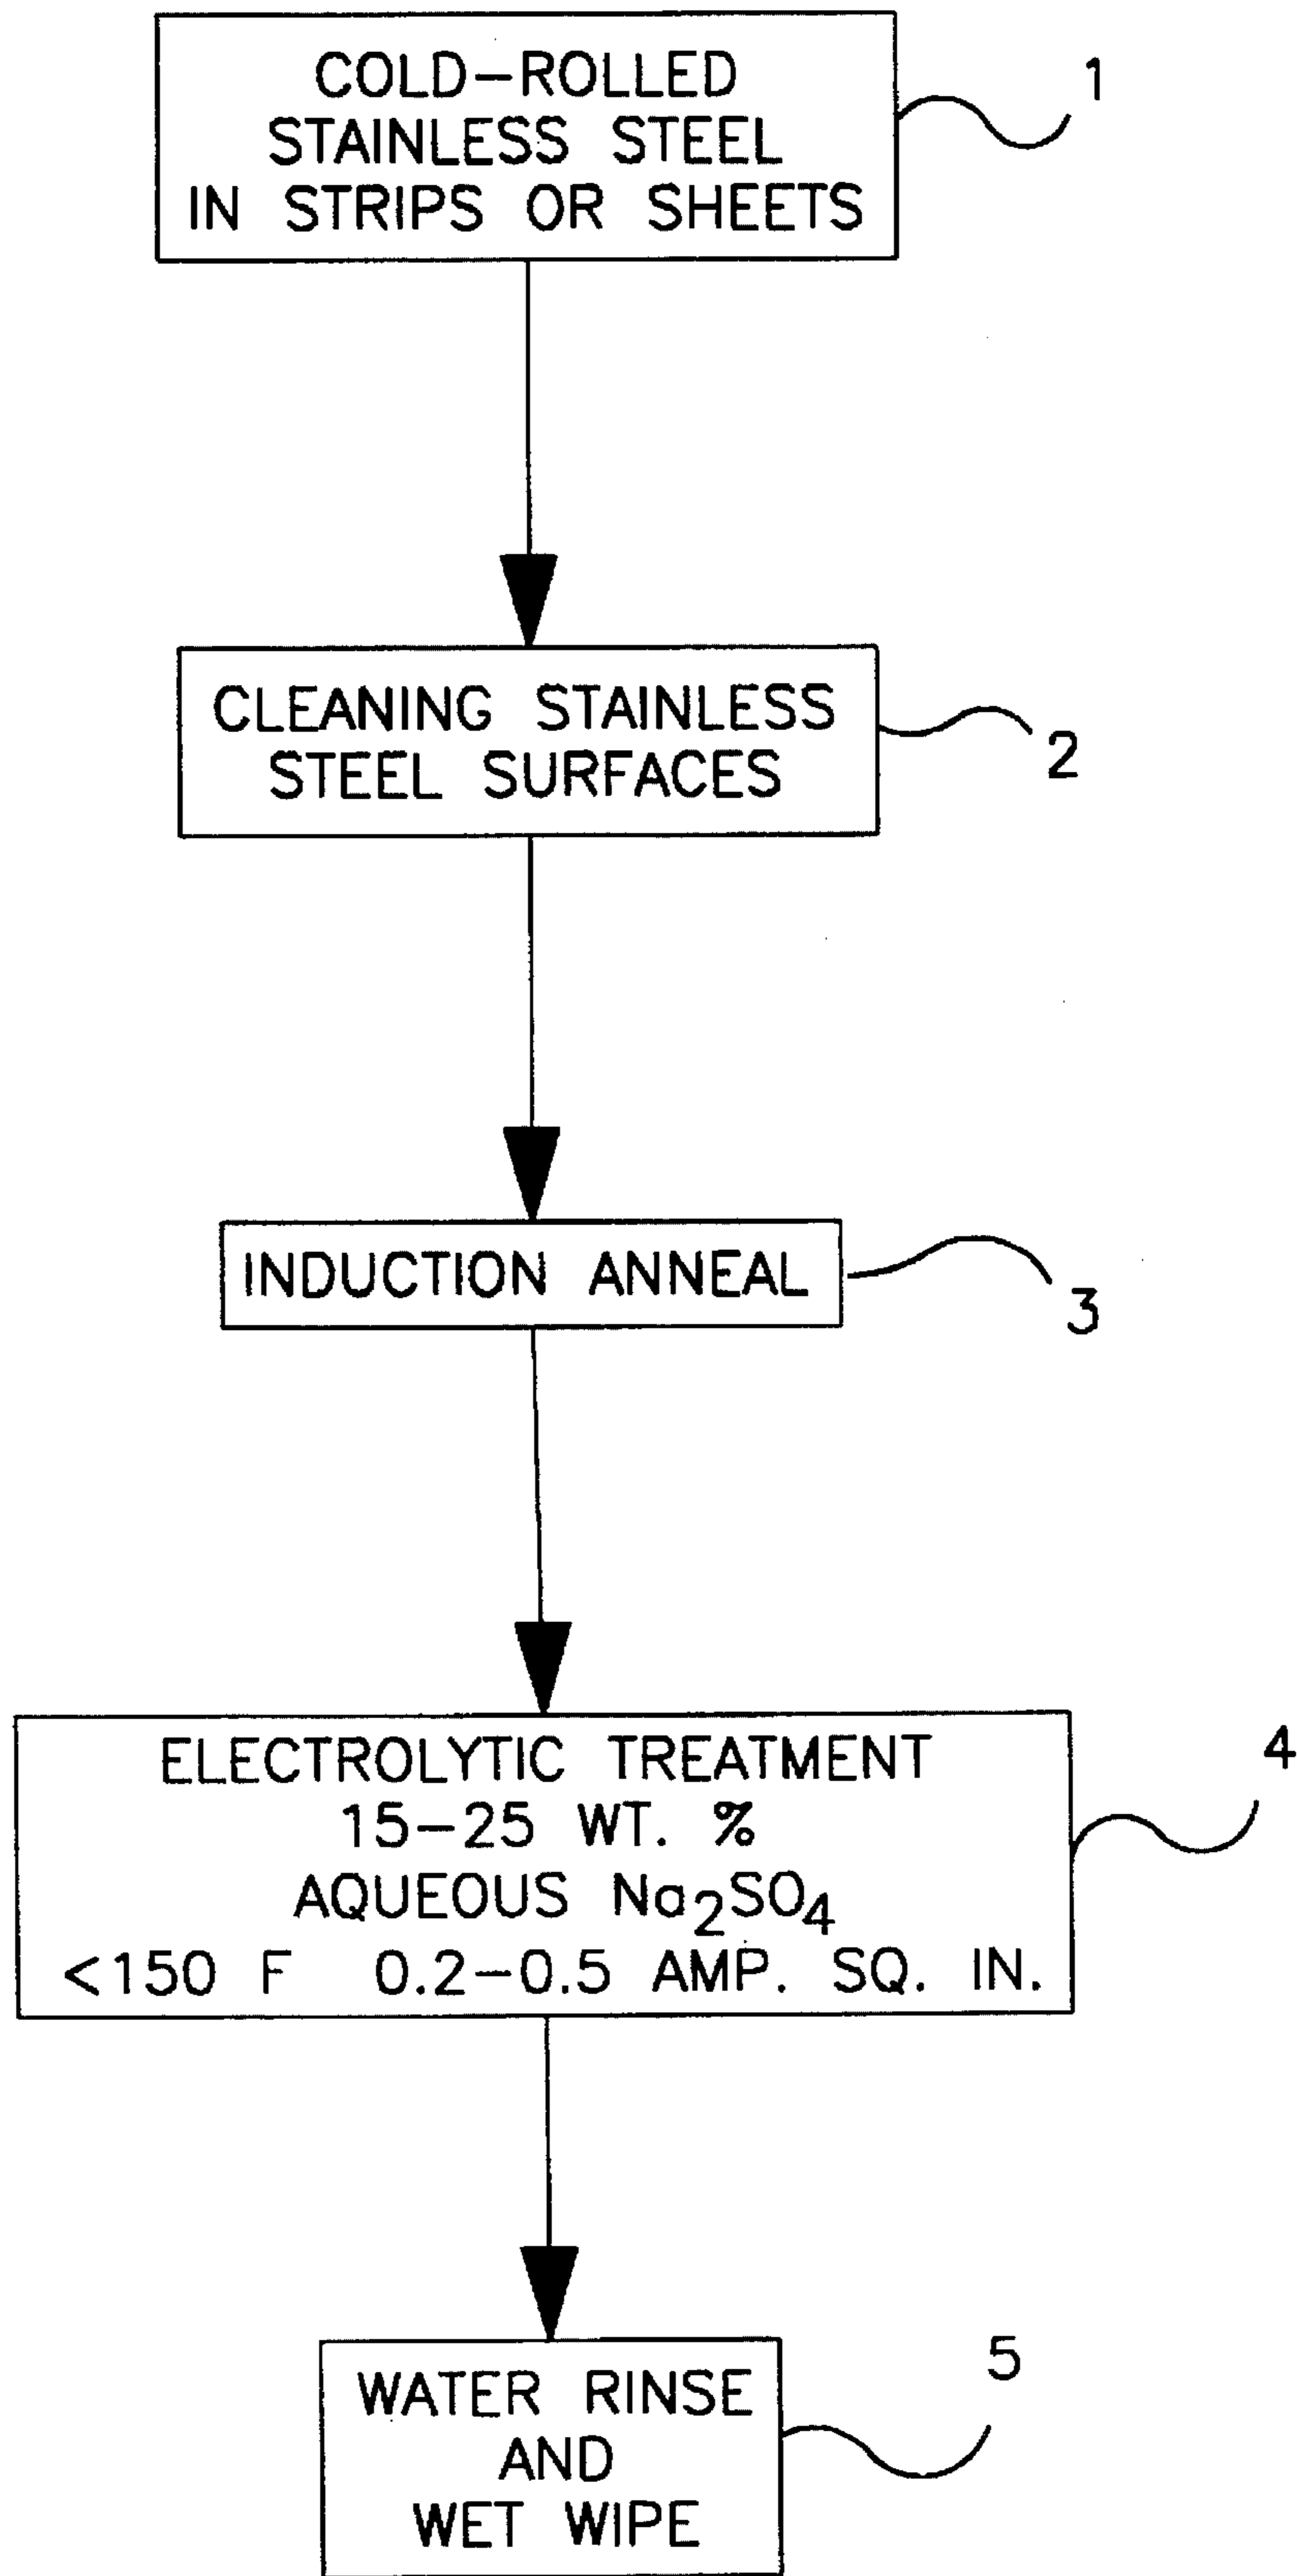 COLD-ROLLED
STAINLESS STEEL
IN STRIPS OR SHEETS
1
CLEANING STAINLESS
STEEL SURFACES
2
INDUCTION ANNEAL
3
ELECTROLYTIC TREATMENT
15-25 WT. %
AQUEOUS Na₂SO₄
<150 F 0.2-0.5 AMP. SQ. IN.
4
WATER RINSE
AND
WET WIPE
5